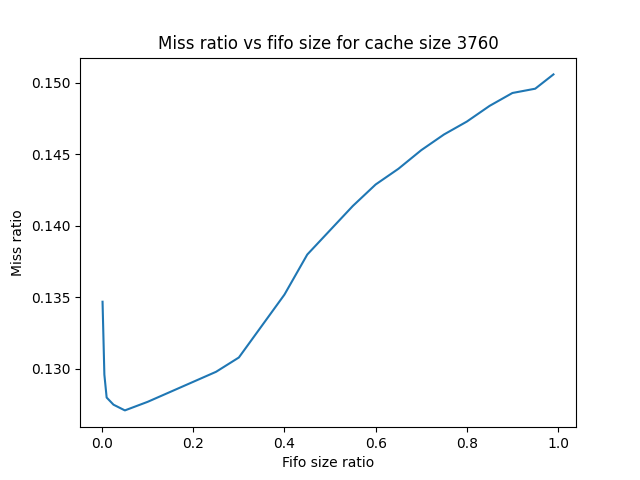 Miss ratio vs fifo size for cache size 3760
0.150
0.145
0.140
0.135
0.130
Miss ratio
0.0 0.2 0.4 0.6 0.8 1.0
Fifo size ratio